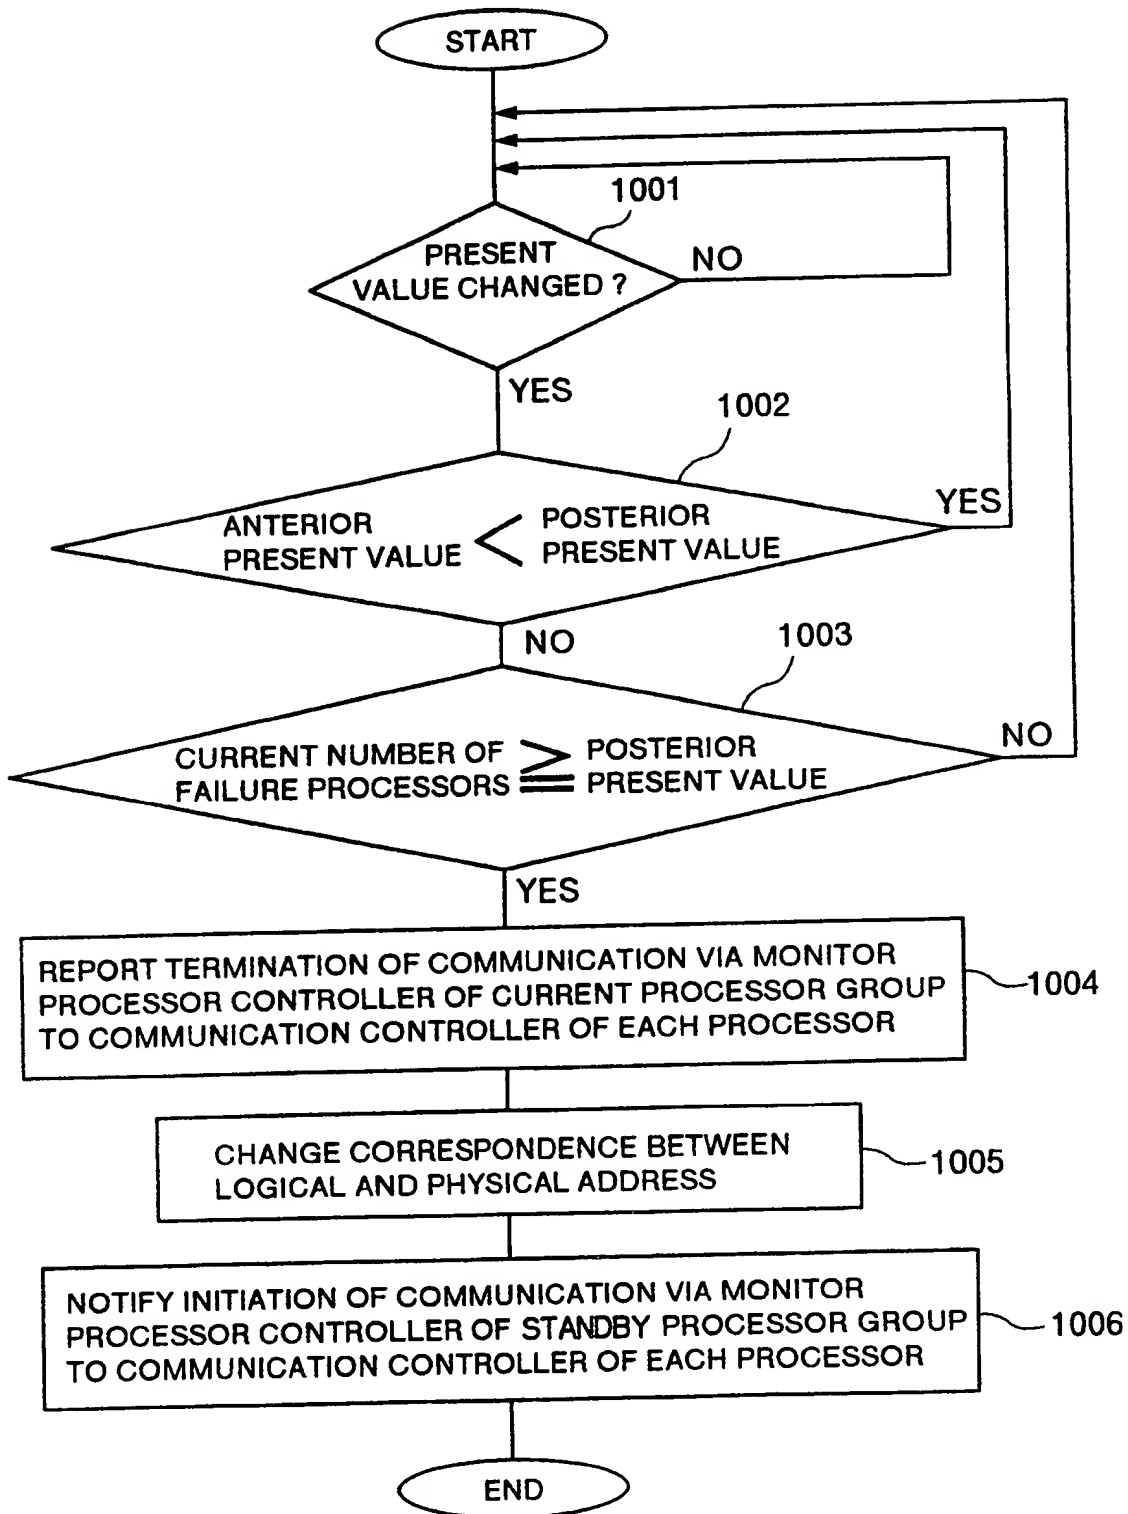 START
1001
PRESENT
VALUE CHANGED ?
NO
YES
1002
ANTERIOR
PRESENT VALUE
<
POSTERIOR
PRESENT VALUE
YES
NO
1003
CURRENT NUMBER OF
FAILURE PROCESSORS
≧
POSTERIOR
PRESENT VALUE
NO
YES
REPORT TERMINATION OF COMMUNICATION VIA MONITOR
PROCESSOR CONTROLLER OF CURRENT PROCESSOR GROUP
TO COMMUNICATION CONTROLLER OF EACH PROCESSOR
1004
CHANGE CORRESPONDENCE BETWEEN
LOGICAL AND PHYSICAL ADDRESS
1005
NOTIFY INITIATION OF COMMUNICATION VIA MONITOR
PROCESSOR CONTROLLER OF STANDBY PROCESSOR GROUP
TO COMMUNICATION CONTROLLER OF EACH PROCESSOR
1006
END